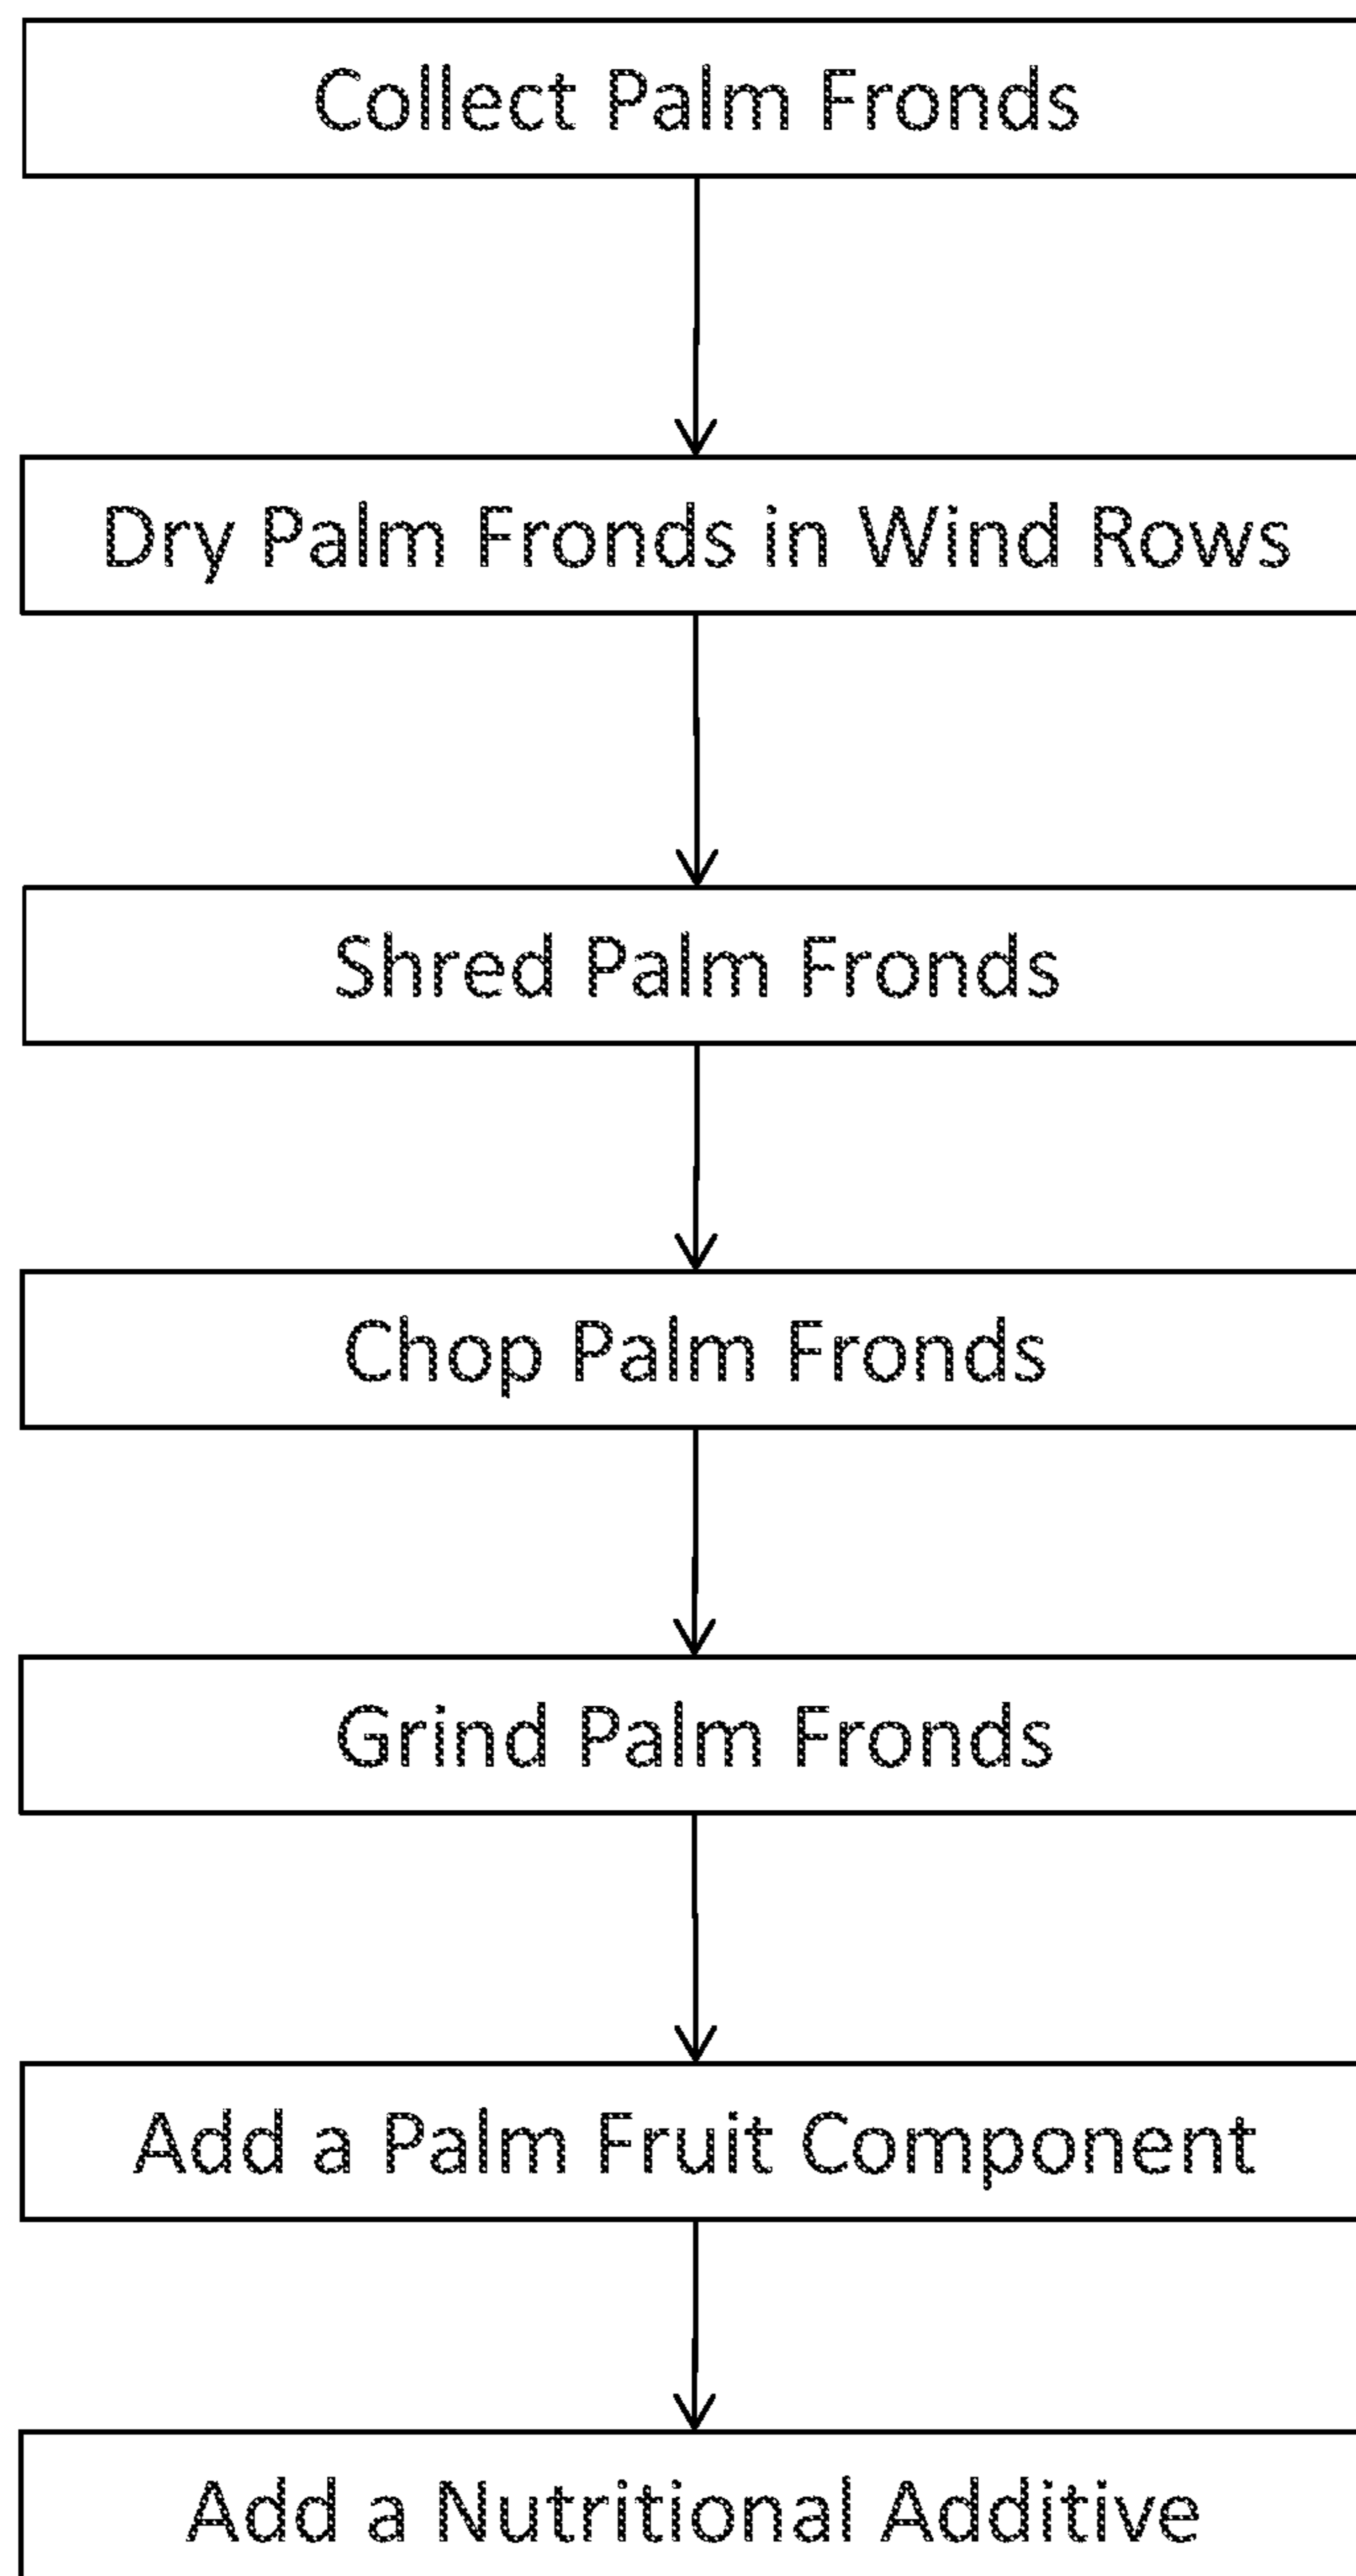 Collect Palm Fronds
Dry Palm Fronds in Wind Rows
Shred Palm Fronds
Chop Palm Fronds
Grind Palm Fronds
Add a Palm Fruit Component
Add a Nutritional Additive